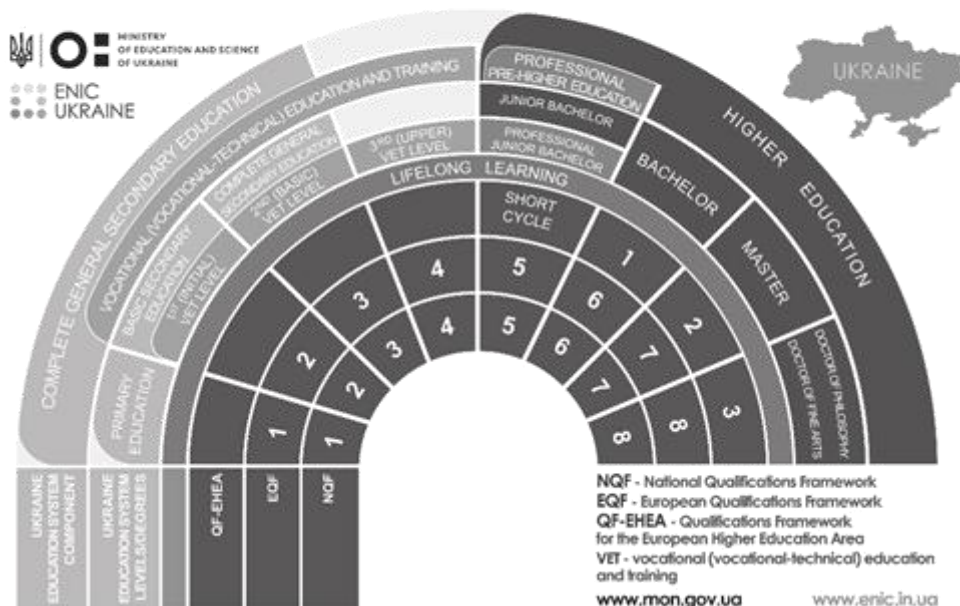 MINISTRY
OF EDUCATION AND SCIENCE
OF UKRAINE
ENIC
UKRAINE
UKRAINE
COMPLETE GENERAL SECONDARY EDUCATION
VOCATIONAL (VOCATIONAL-TECHNICAL) EDUCATION AND TRAINING
HIGHER EDUCATION
PRIMARY
EDUCATION
BASIC SECONDARY
EDUCATION
1ST (INITIAL)
VET LEVEL
COMPLETE GENERAL
SECONDARY EDUCATION
2ND (BASIC)
VET LEVEL
3RD (UPPER)
VET LEVEL
PROFESSIONAL
PRE-HIGHER EDUCATION
JUNIOR BACHELOR
PROFESSIONAL
JUNIOR BACHELOR
BACHELOR
MASTER
DOCTOR OF PHILOSOPHY
DOCTOR OF FINE ARTS
LIFELONG LEARNING
SHORT
CYCLE
1
2
3
1
2
3
4
5
6
7
8
1
2
3
4
5
6
7
8
UKRAINE
EDUCATION SYSTEM
COMPONENT
UKRAINE
EDUCATION SYSTEM
LEVELS/DEGREES
QF-EHEA
EQF
NQF
NQF - National Qualifications Framework
EQF - European Qualifications Framework
QF-EHEA - Qualifications Framework
for the European Higher Education Area
VET - vocational (vocational-technical) education
and training
www.mon.gov.ua
www.enic.in.ua